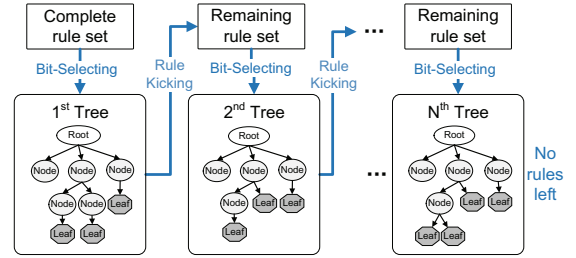 Complete
rule set
Remaining
rule set
...
Remaining
rule set
Bit-Selecting
Rule
Kicking
Bit-Selecting
Rule
Kicking
Bit-Selecting
1st Tree
Root
Node
Node
Node
Node
Node
Leaf
Leaf
Leaf
2nd Tree
Root
Node
Node
Node
Node
Leaf
Leaf
Leaf
...
Nth Tree
Root
Node
Node
Node
Node
Leaf
Leaf
Leaf
Leaf
No
rules
left